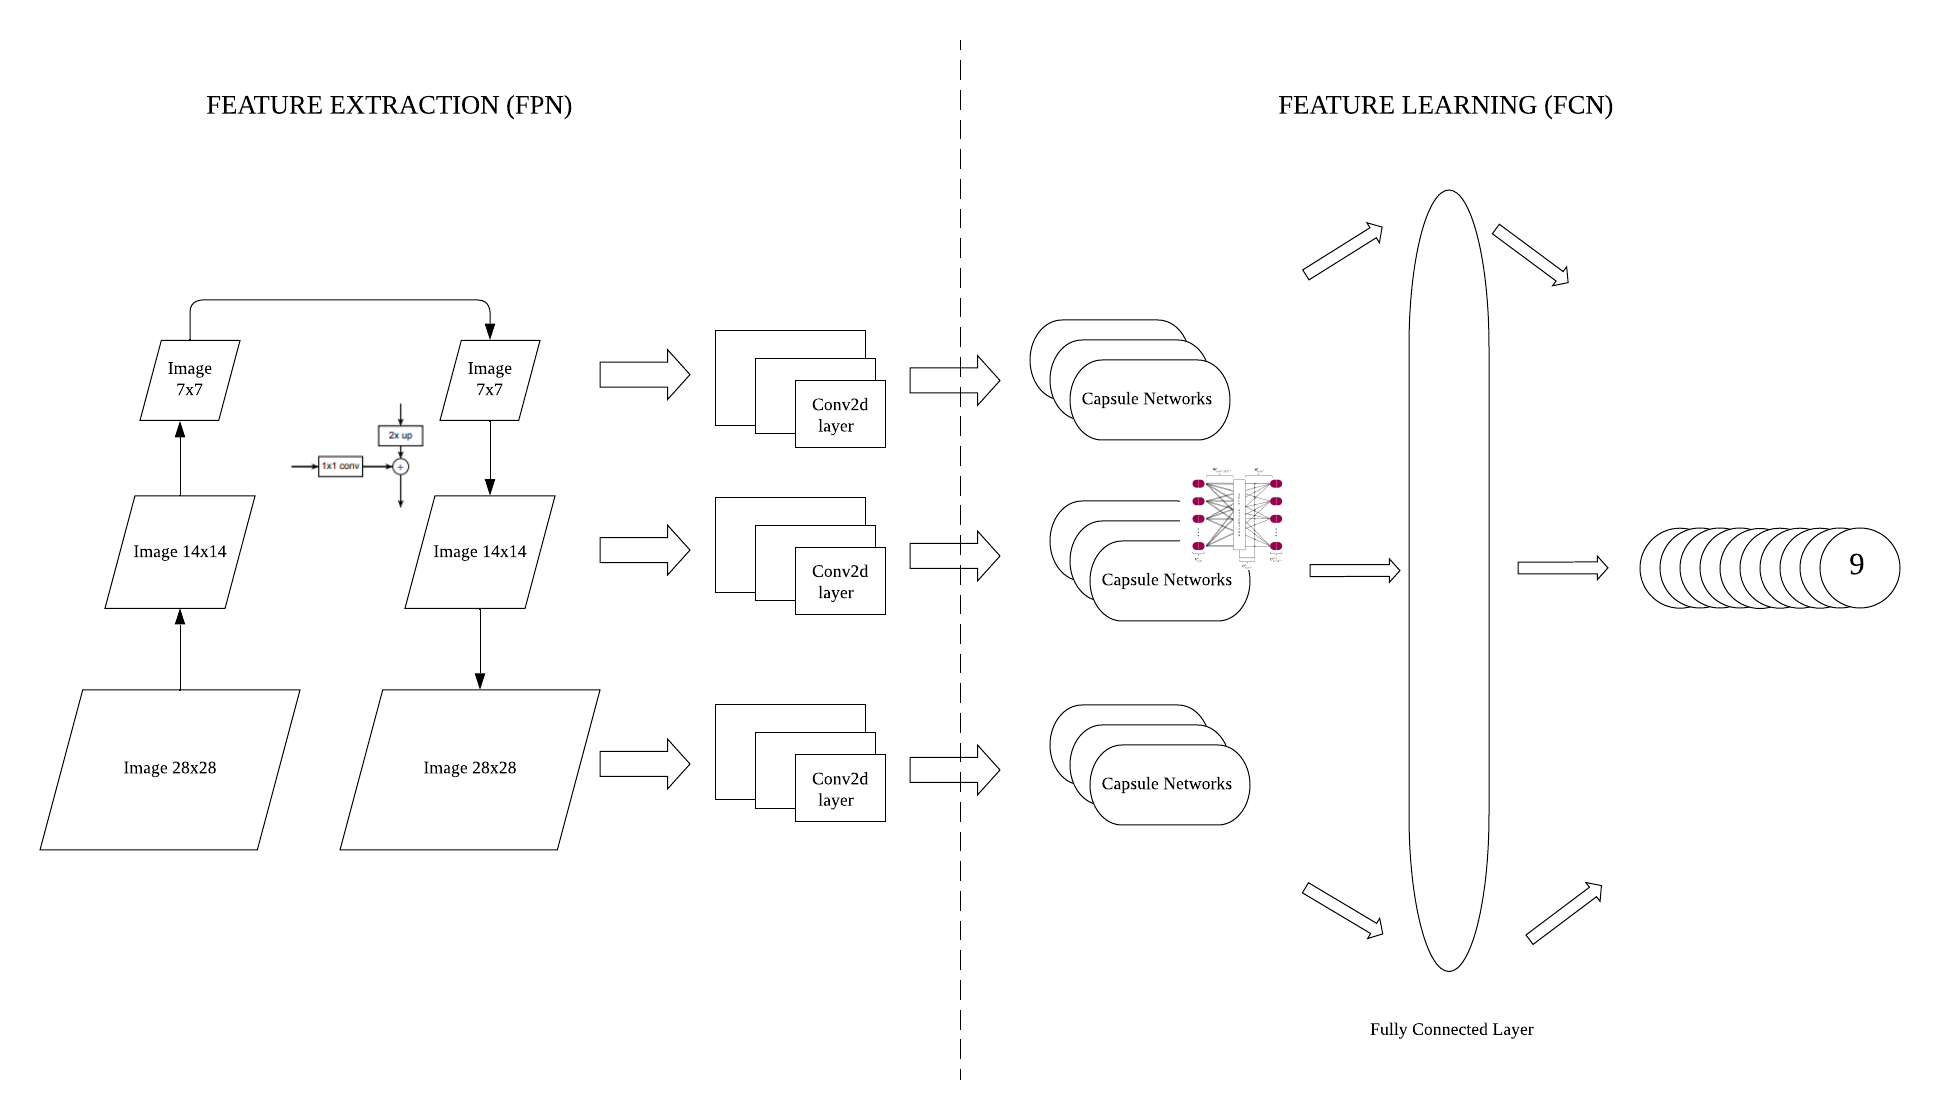 FEATURE EXTRACTION (FPN)
FEATURE LEARNING (FCN)
Image
7x7
Image
7x7
2x up
1x1 conv
+
Image 14x14
Image 14x14
Image 28x28
Image 28x28
Conv2d
layer
Conv2d
layer
Conv2d
layer
Capsule Networks
Capsule Networks
Capsule Networks
9
Fully Connected Layer